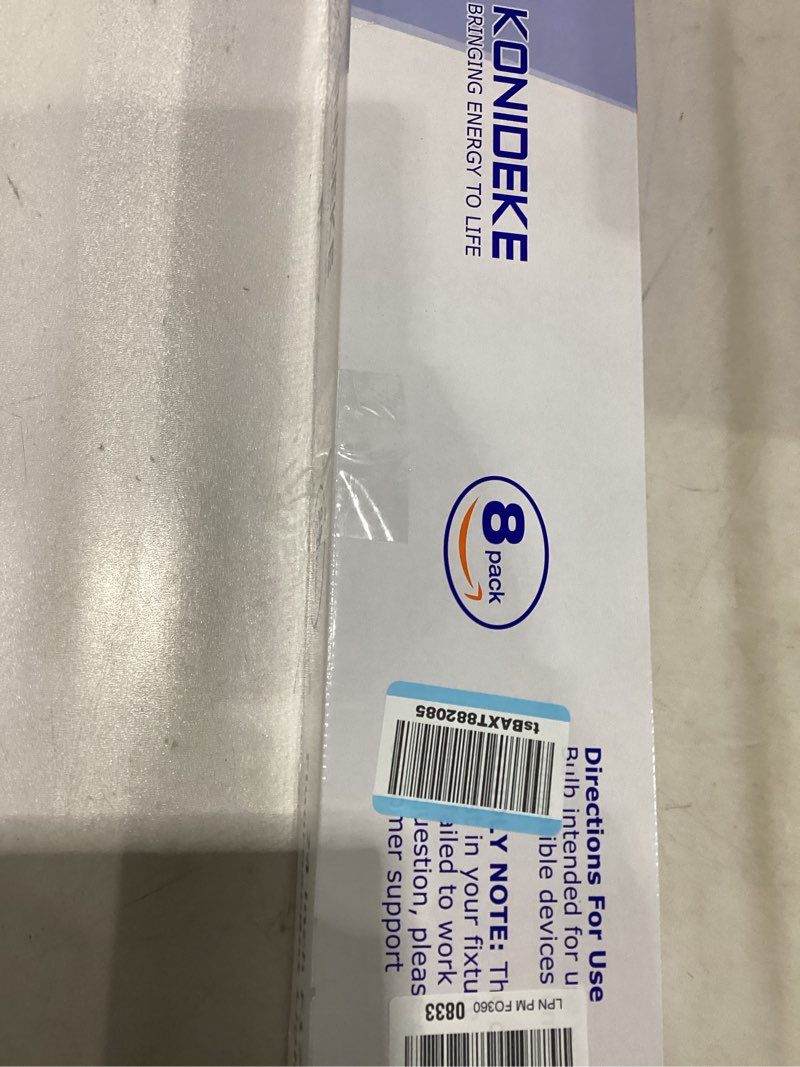 KONIDEKE
BRINGING ENERGY TO LIFE
8
pack
tsBAXT882085
Directions For Use
Bulb intended for u
ible devices
LY NOTE: Th
in your fixtu
ailed to work
uestion, pleas
mer support
LPN PM FO360 0833